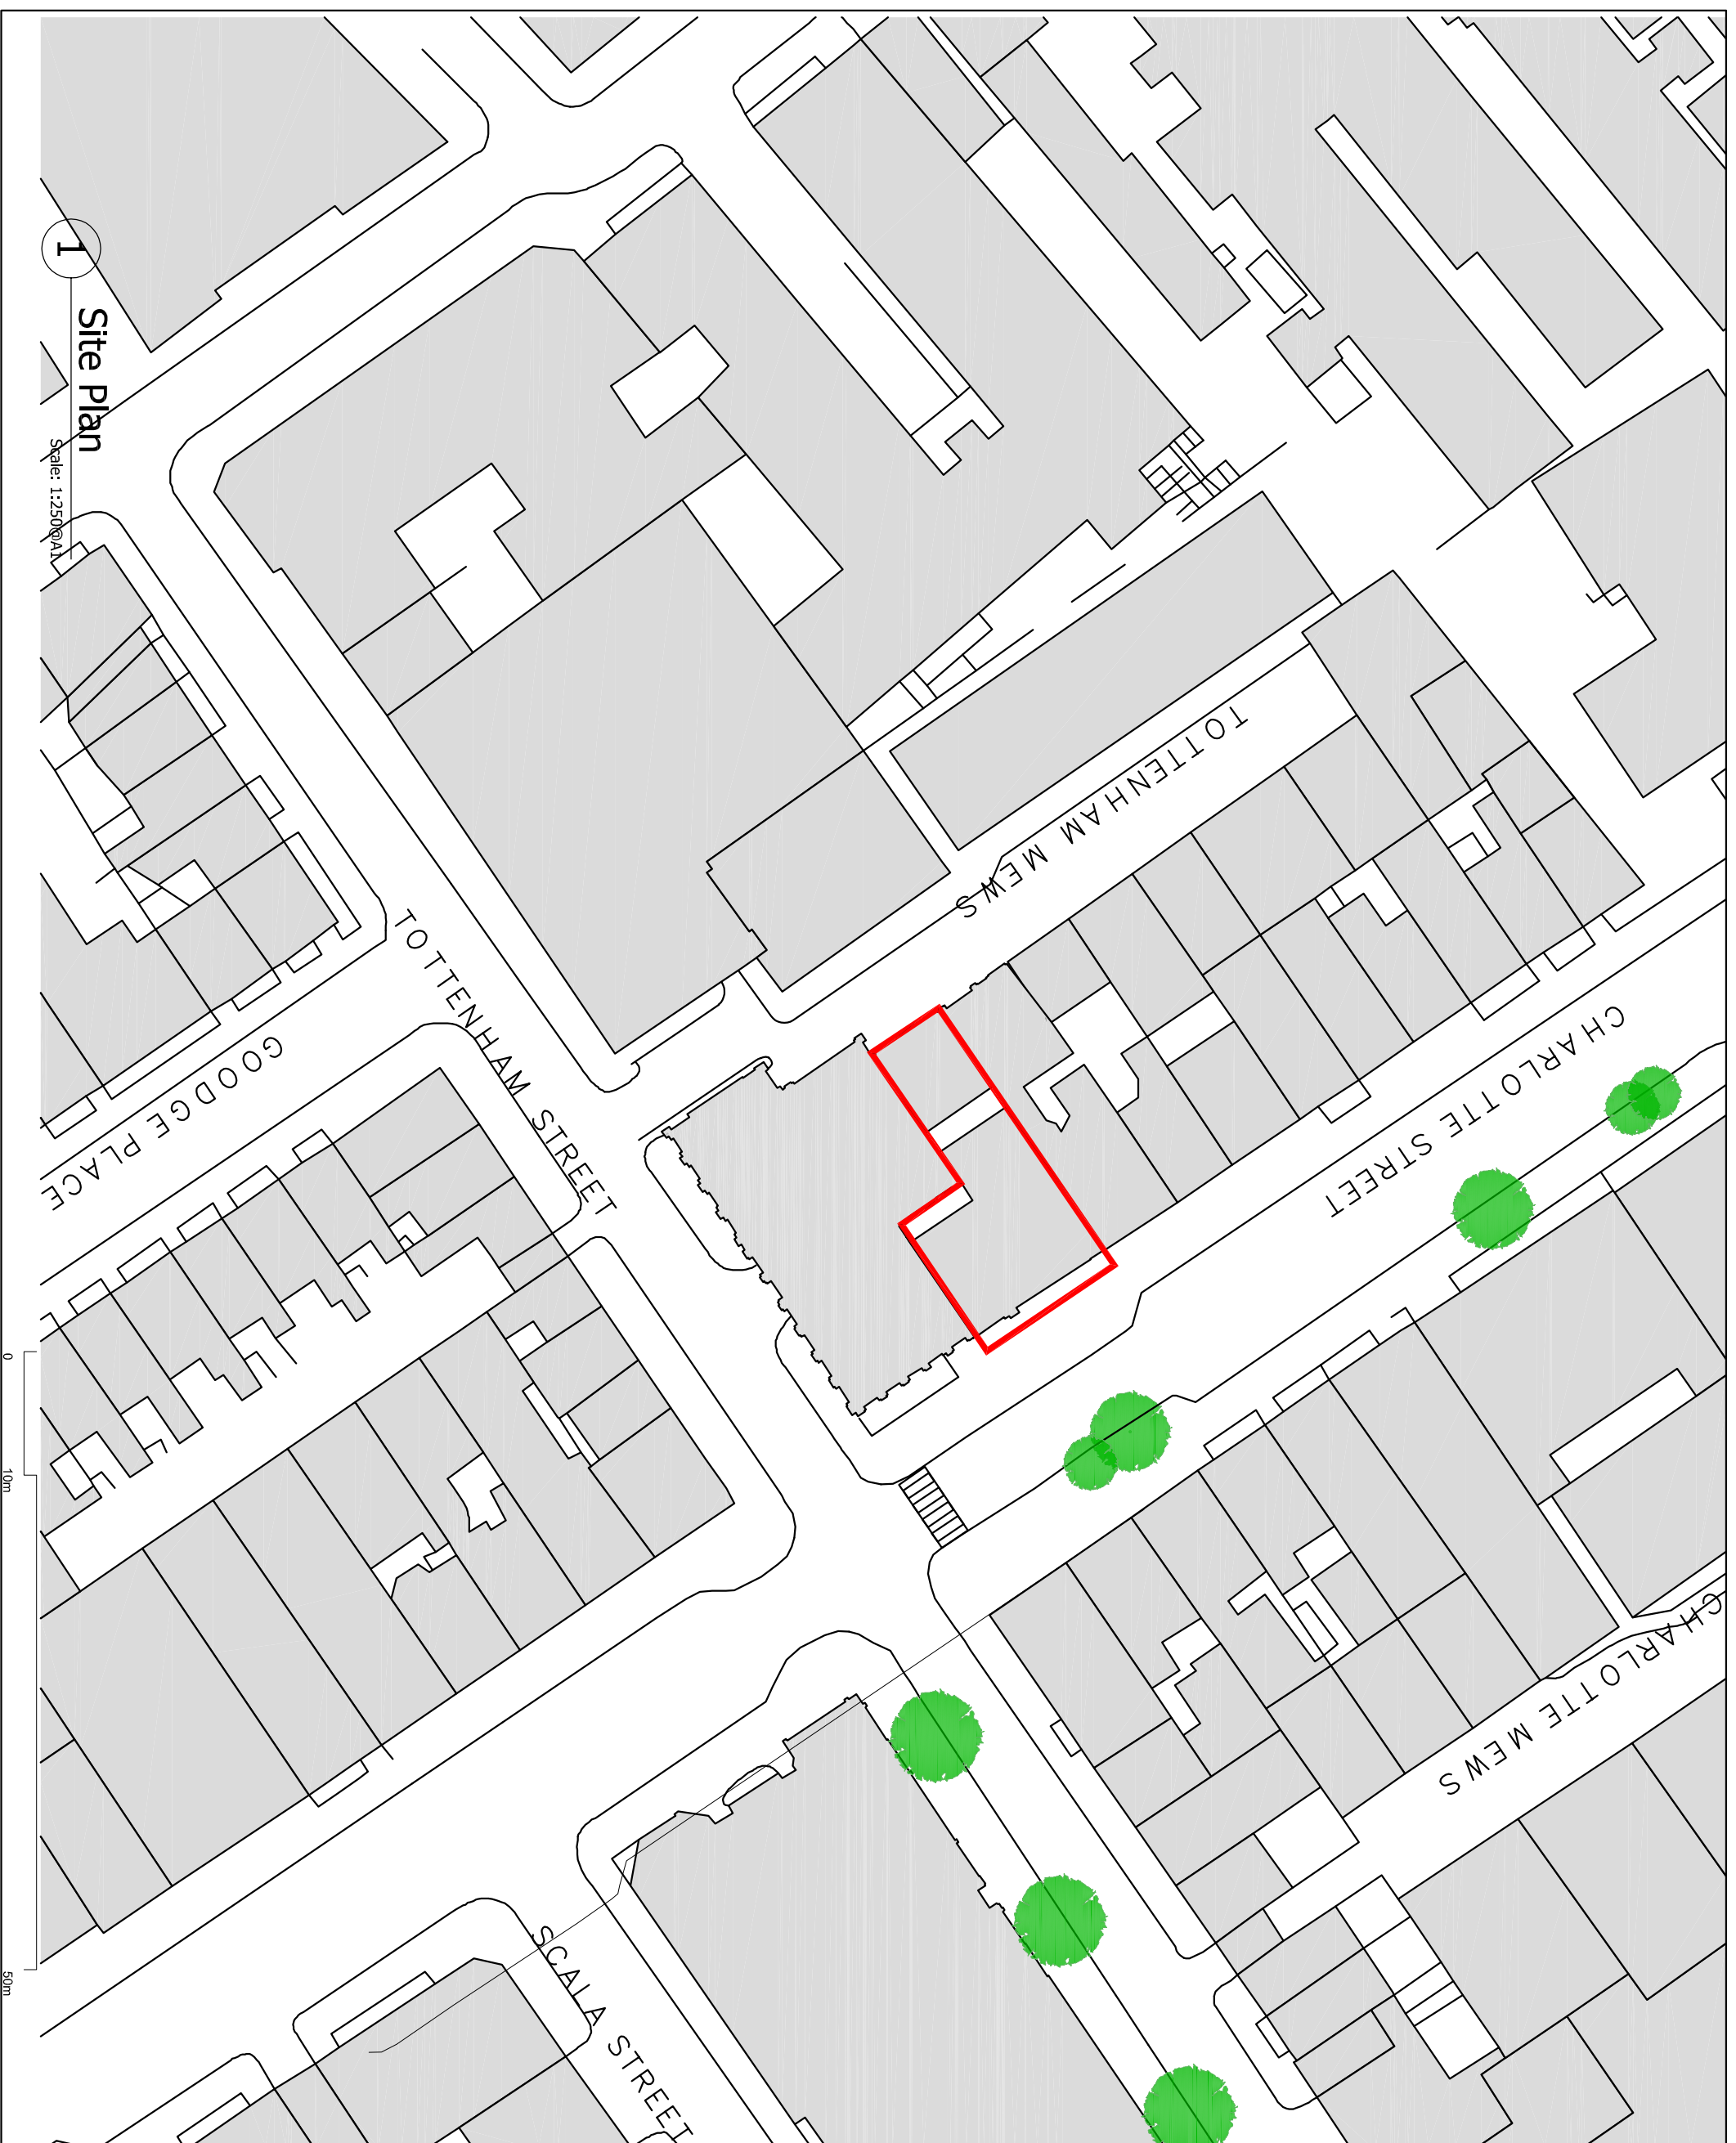 1
Site Plan
Scale: 1:250@A1
TOTTENHAM MEWS
CHARLOTTE STREET
TOTTENHAM STREET
GOODGE PLACE
CHARLOTTE MEWS
SCALA STREET
0
10m
50m